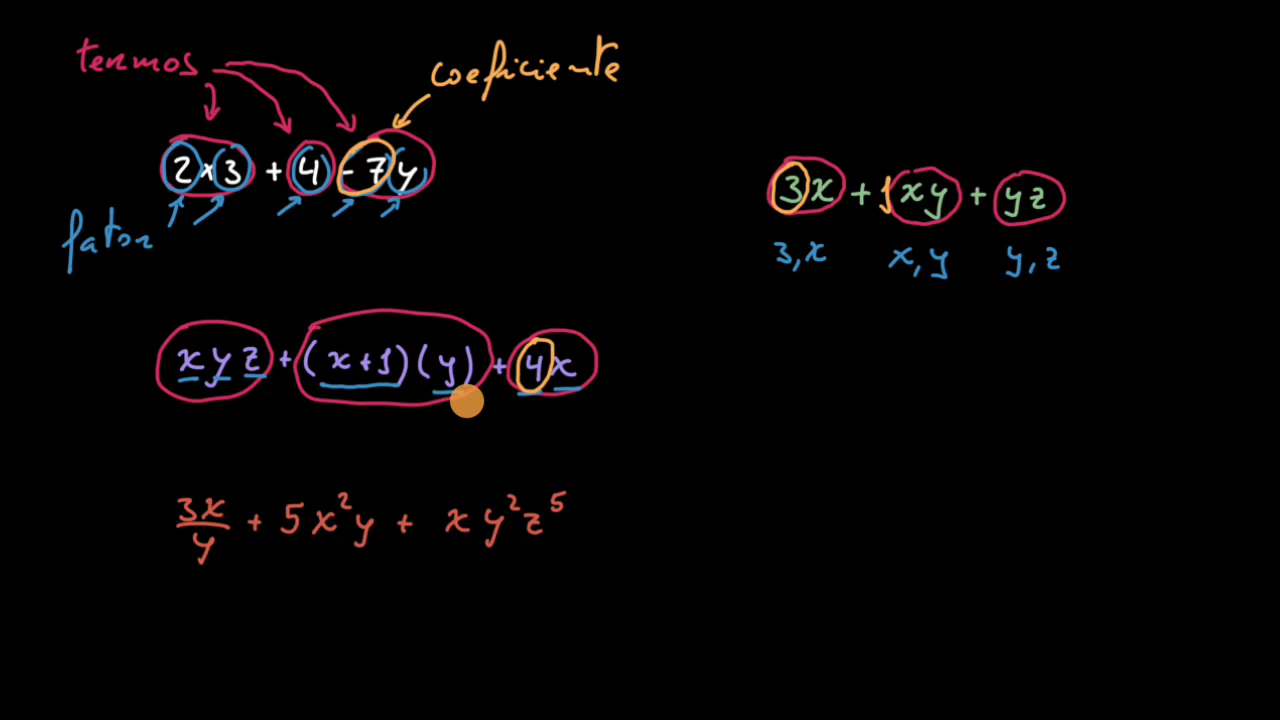 termos
coeficiente
2 x 3 + 4 - 7y
fator
3x + 1xy + yz
3, x x, y y, z
xyz + (x+1)(y) + 4x
3x/y + 5x²y + xy²z⁵